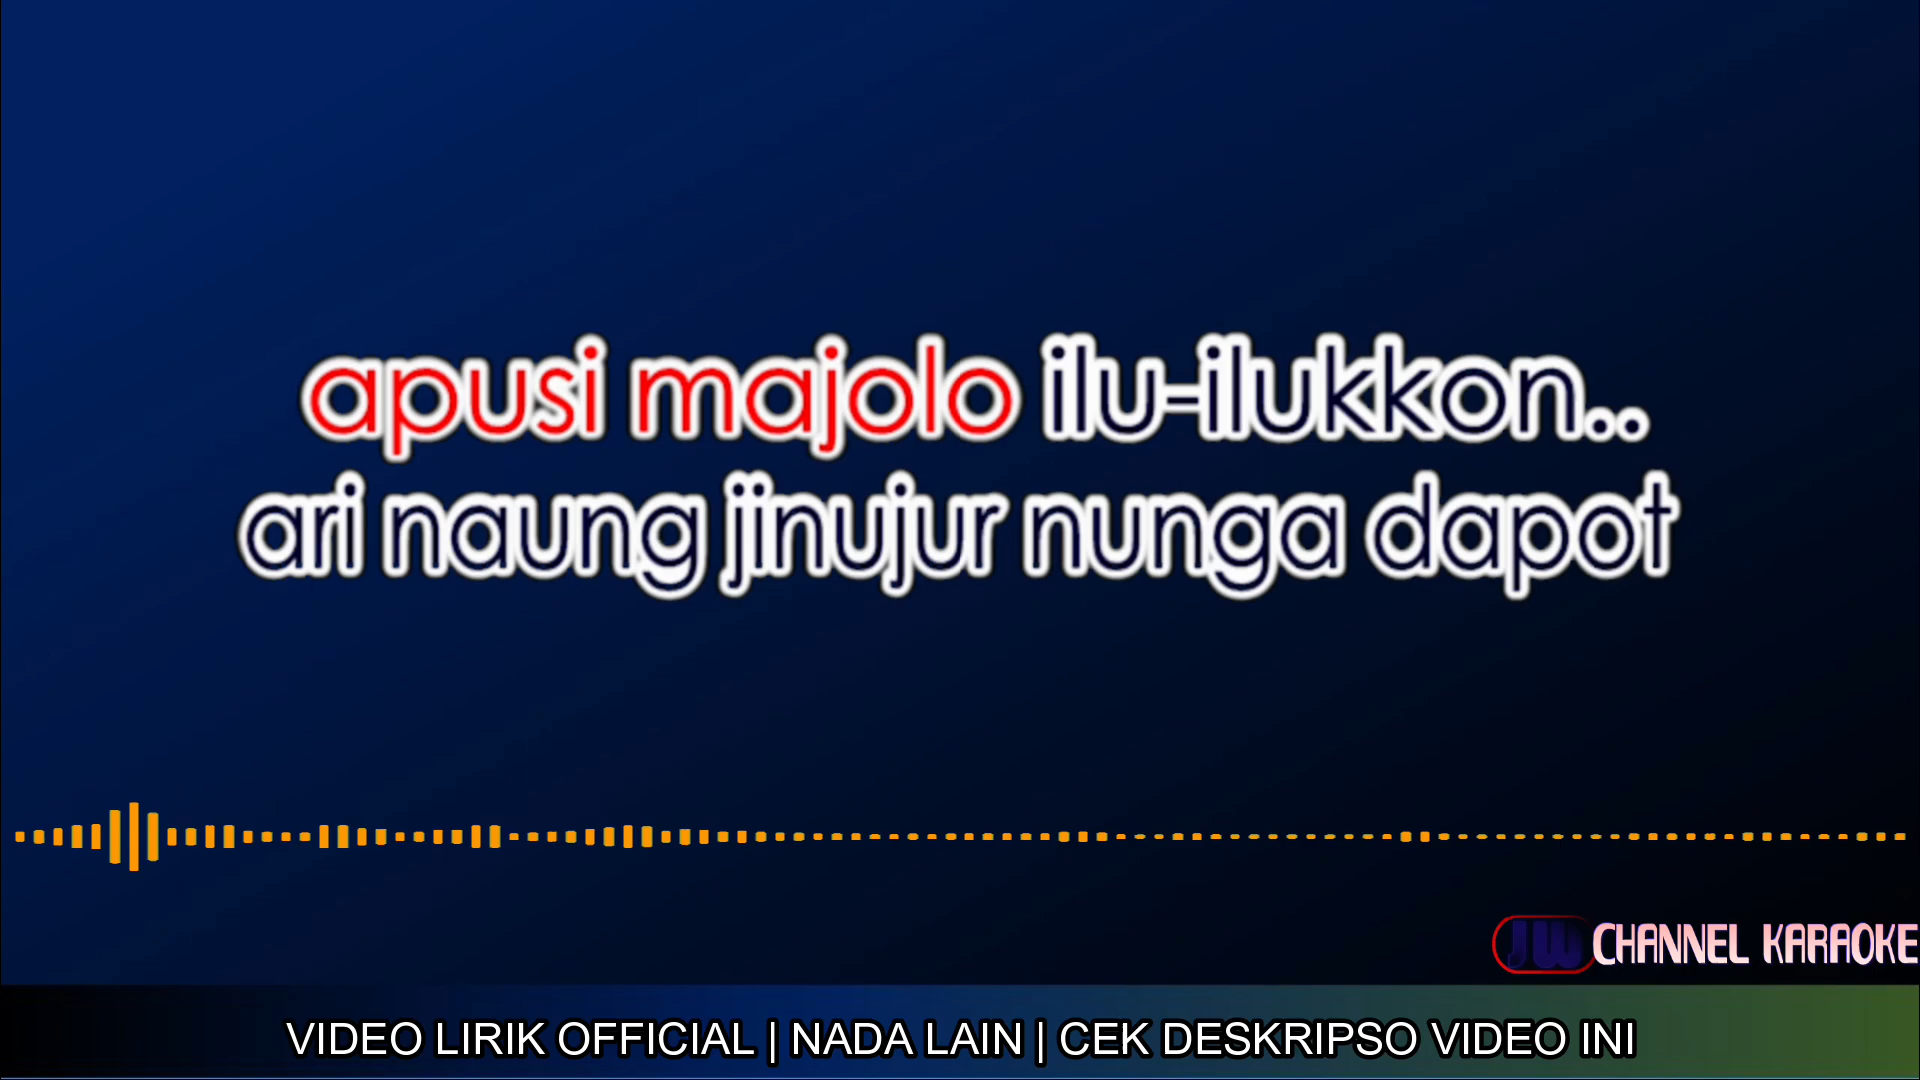 apusi majolo ilu-ilukkon..
ari naung jinujur nunga dapot
JW CHANNEL KARAOKE
VIDEO LIRIK OFFICIAL | NADA LAIN | CEK DESKRIPSO VIDEO INI